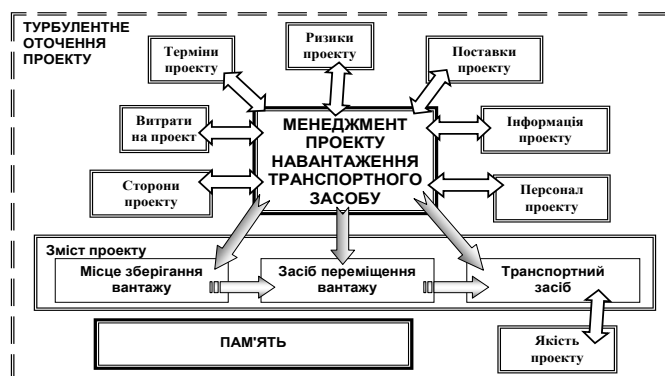 ТУРБУЛЕНТНЕ
ОТОЧЕННЯ
ПРОЕКТУ
Терміни
проекту
Ризики
проекту
Поставки
проекту
Витрати
на проект
МЕНЕДЖМЕНТ
ПРОЕКТУ
НАВАНТАЖЕННЯ
ТРАНСПОРТНОГО
ЗАСОБУ
Інформація
проекту
Сторони
проекту
Персонал
проекту
Зміст проекту
Місце зберігання
вантажу
Засіб переміщення
вантажу
Транспортний
засіб
ПАМ'ЯТЬ
Якість
проекту